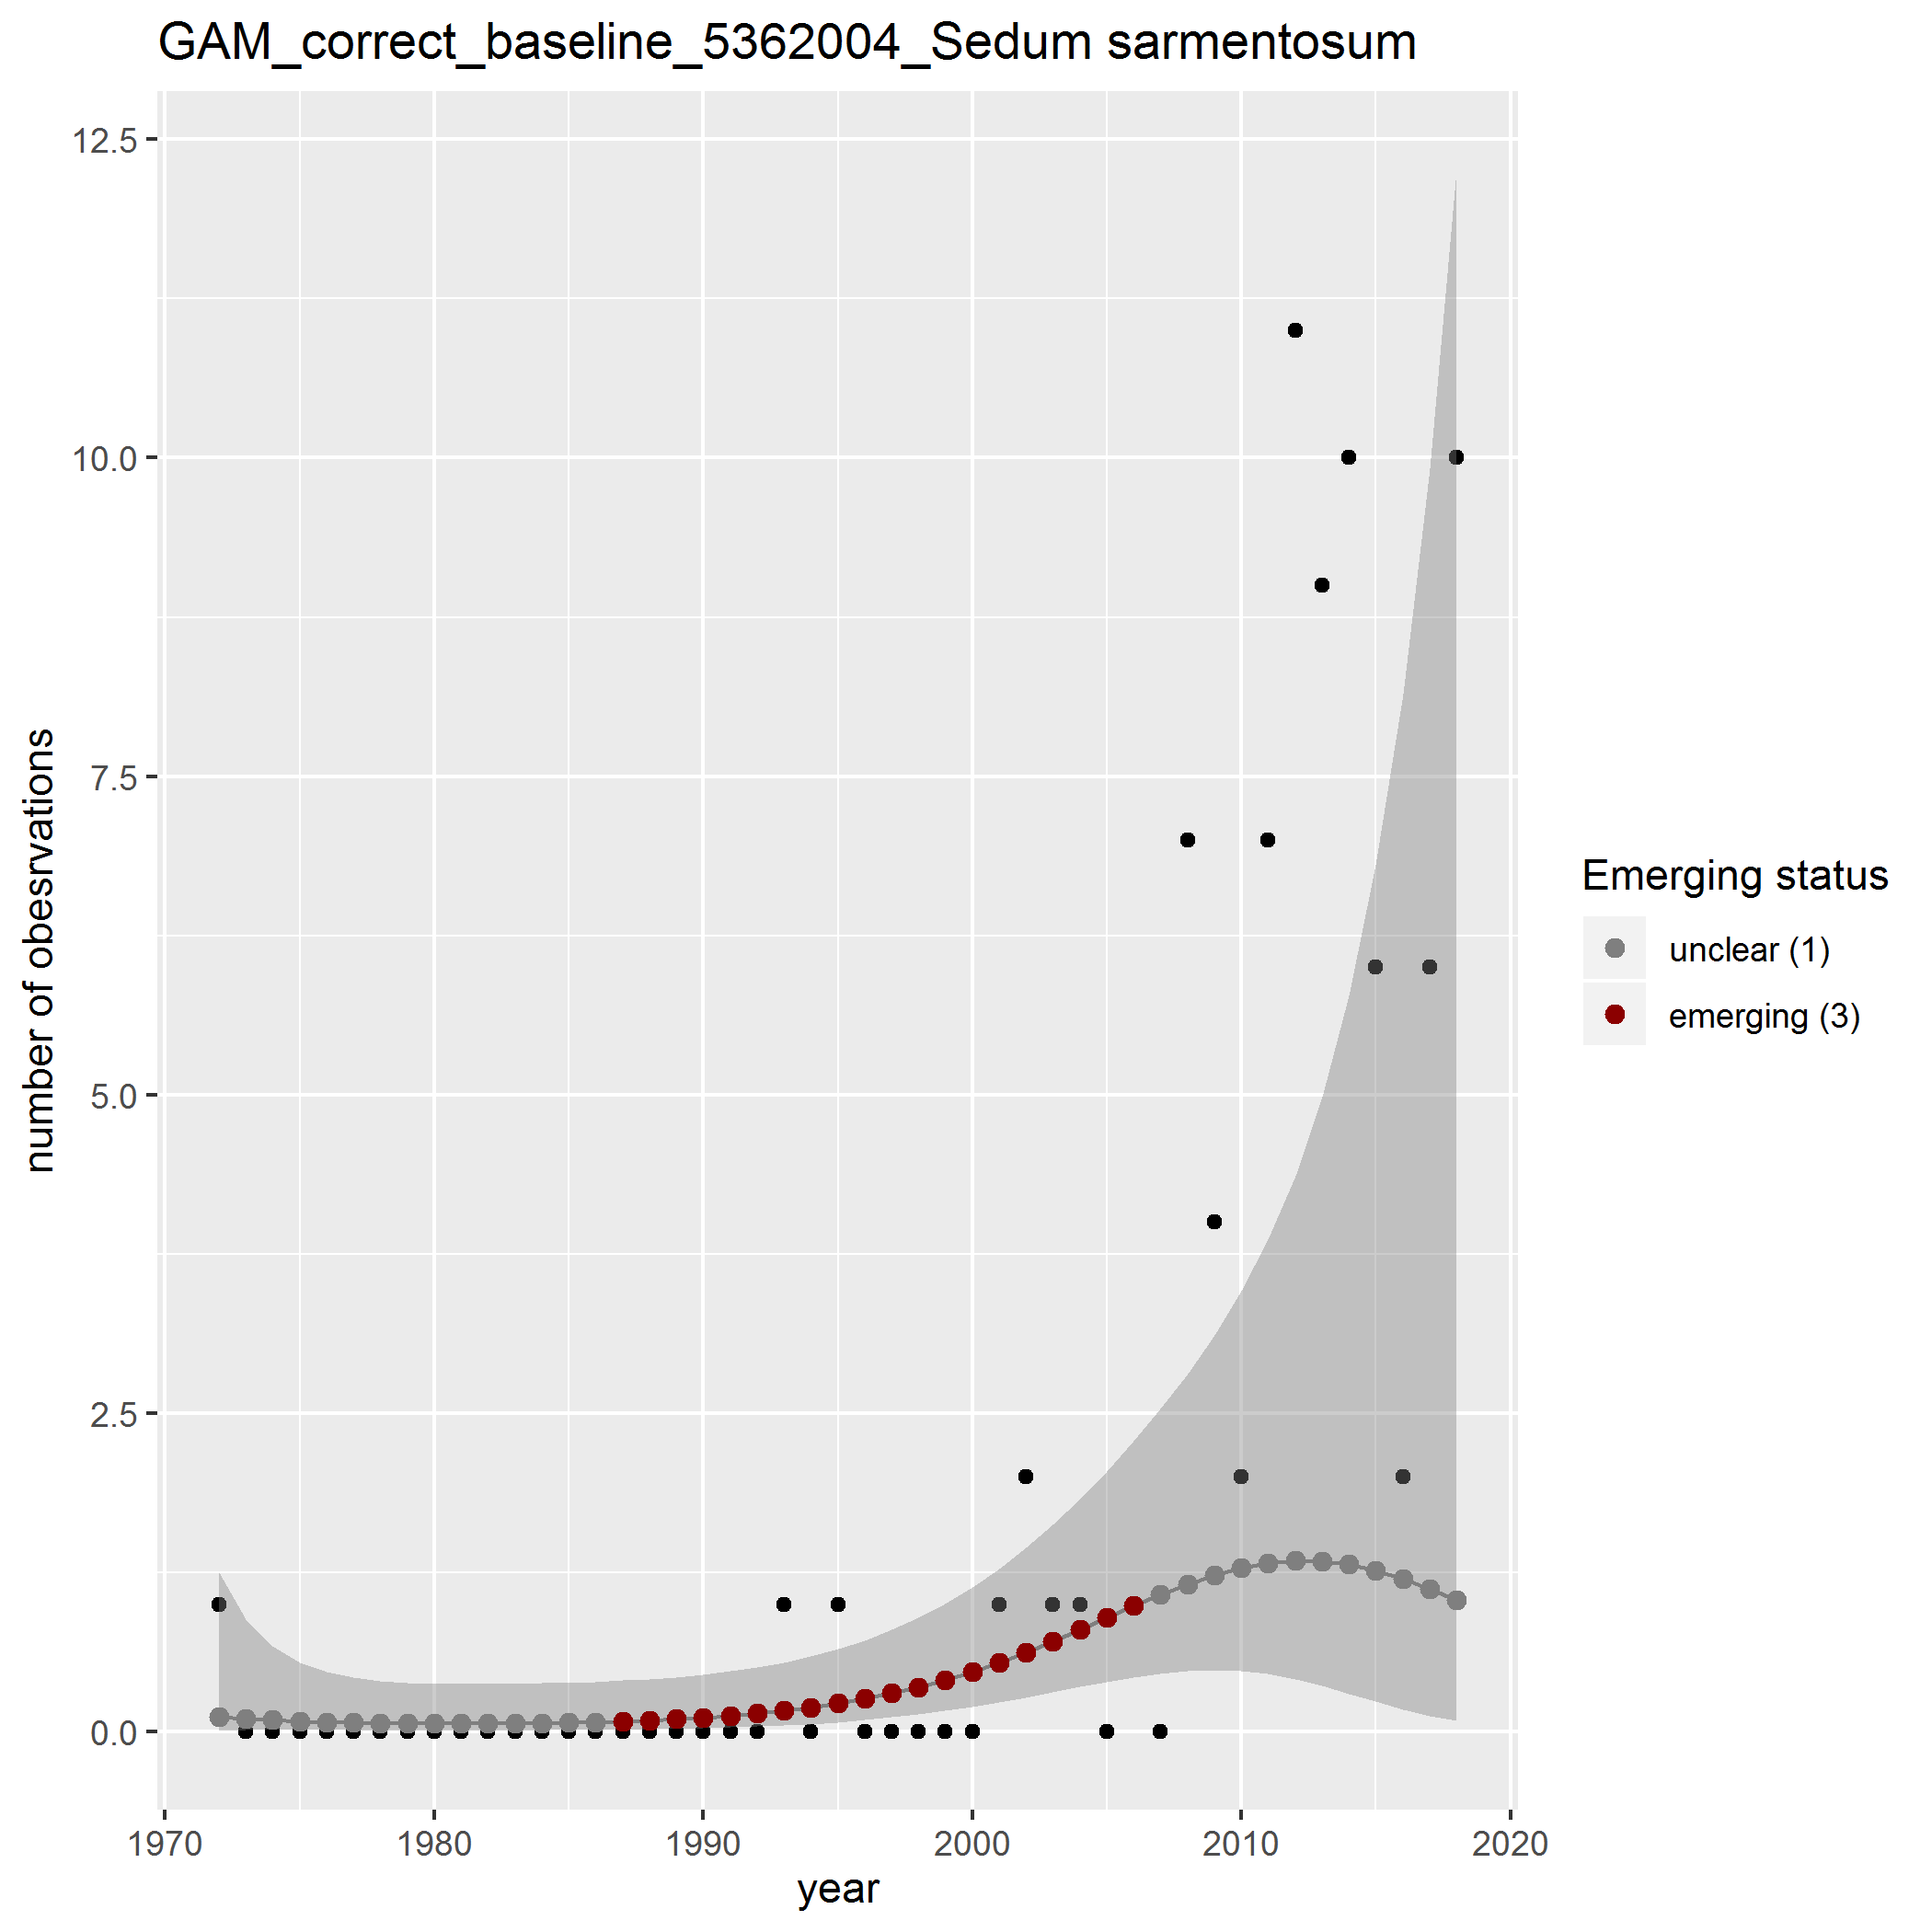 GAM_correct_baseline_5362004_Sedum sarmentosum
12.5
10.0
7.5
5.0
2.5
0.0
number of obesrvations
1970
1980
1990
2000
2010
2020
year
Emerging status
unclear (1)
emerging (3)